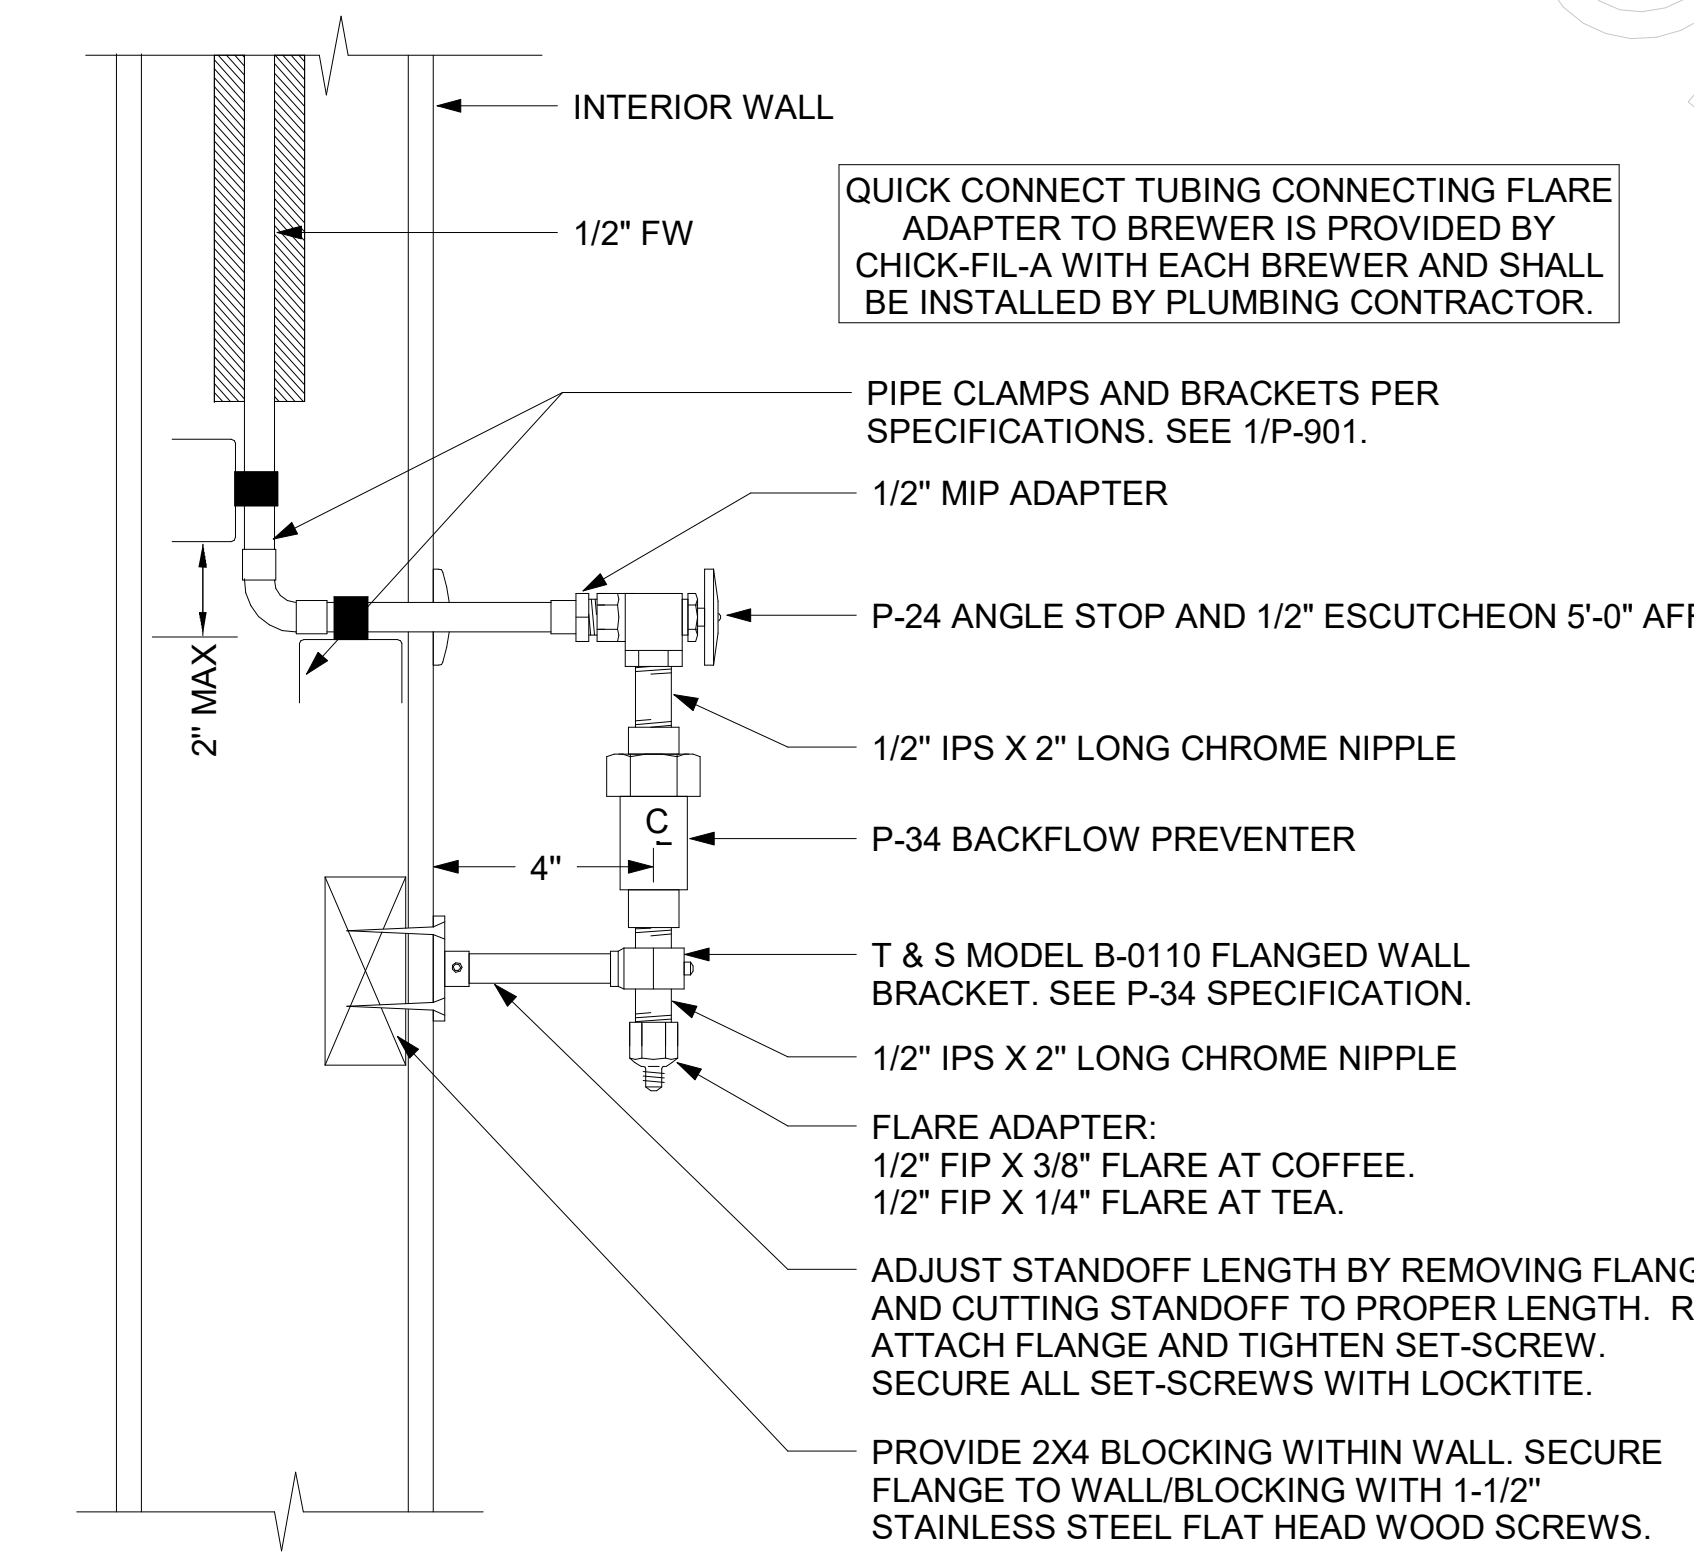 INTERIOR WALL
1/2" FW
QUICK CONNECT TUBING CONNECTING FLARE
ADAPTER TO BREWER IS PROVIDED BY
CHICK-FIL-A WITH EACH BREWER AND SHALL
BE INSTALLED BY PLUMBING CONTRACTOR.
PIPE CLAMPS AND BRACKETS PER
SPECIFICATIONS. SEE 1/P-901.
1/2" MIP ADAPTER
P-24 ANGLE STOP AND 1/2" ESCUTCHEON 5'-0"
2" MAX
1/2" IPS X 2" LONG CHROME NIPPLE
C
P-34 BACKFLOW PREVENTER
4"
T & S MODEL B-0110 FLANGED WALL
BRACKET. SEE P-34 SPECIFICATION.
1/2" IPS X 2" LONG CHROME NIPPLE
FLARE ADAPTER:
1/2" FIP X 3/8" FLARE AT COFFEE.
1/2" FIP X 1/4" FLARE AT TEA.
ADJUST STANDOFF LENGTH BY REMOVING
AND CUTTING STANDOFF TO PROPER LENGTH.
ATTACH FLANGE AND TIGHTEN SET-SCREW.
SECURE ALL SET-SCREWS WITH LOCKTITE.
PROVIDE 2X4 BLOCKING WITHIN WALL. SECURE
FLANGE TO WALL/BLOCKING WITH 1-1/2"
STAINLESS STEEL FLAT HEAD WOOD SCREWS.